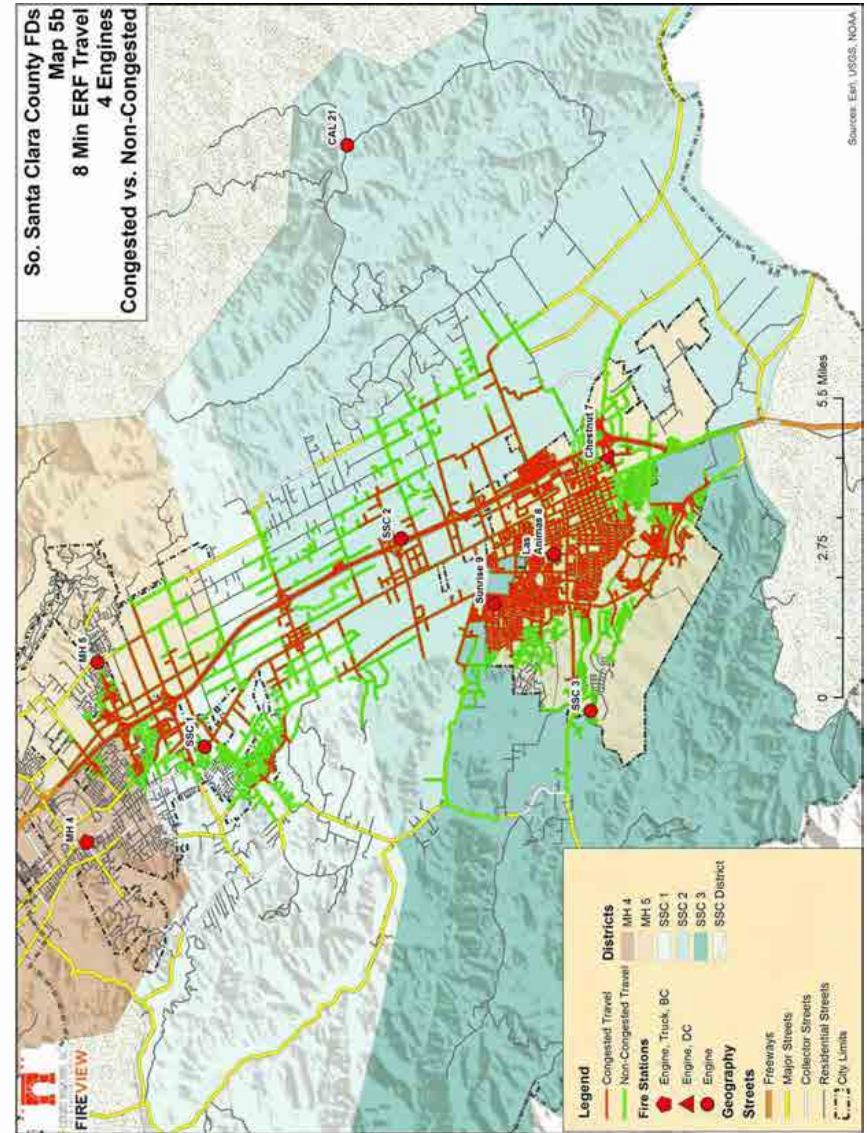 So. Santa Clara County FDs
Map 5b
8 Min ERF Travel
4 Engines
Congested vs. Non-Congested
FIREVIEW
CAL 21
MH 5
MH 4
SSC 1
SSC 2
Sunrise 9
Las
Animas 8
Chestnut 7
SSC 3
Legend
Congested Travel
Non-Congested Travel
Fire Stations
Engine, Truck, BC
Engine, DC
Engine
Geography
Streets
Freeways
Major Streets
Collector Streets
Residential Streets
City Limits
Districts
MH 4
MH 5
SSC 1
SSC 2
SSC 3
SSC District
0 2.75 5.5 Miles
Sources: Esri, USGS, NOAA